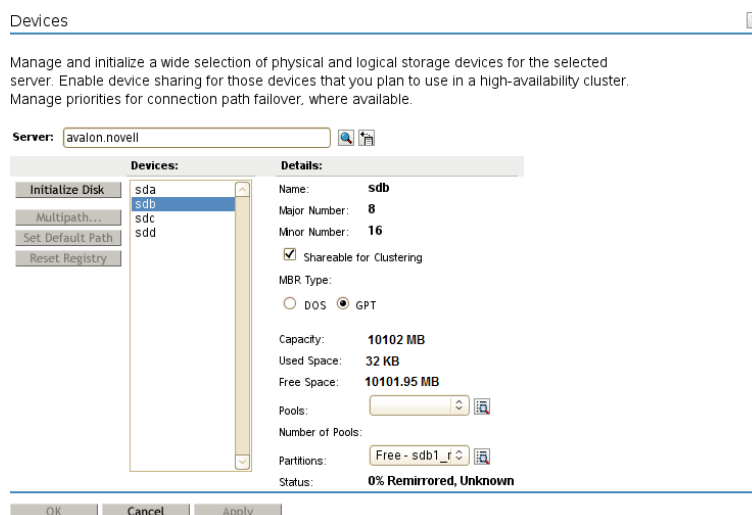 Devices
Manage and initialize a wide selection of physical and logical storage devices for the selected
server. Enable device sharing for those devices that you plan to use in a high-availability cluster.
Manage priorities for connection path failover, where available.
Server: avalon.novell
Devices: Details:
Initialize Disk
Multipath...
Set Default Path
Reset Registry
sda
sdb
sdc
sdd
Name: sdb
Major Number: 8
Minor Number: 16
Shareable for Clustering
MBR Type:
DOS GPT
Capacity: 10102 MB
Used Space: 32 KB
Free Space: 10101.95 MB
Pools:
Number of Pools:
Partitions: Free - sdb1_r
Status: 0% Remirrored, Unknown
OK Cancel Apply